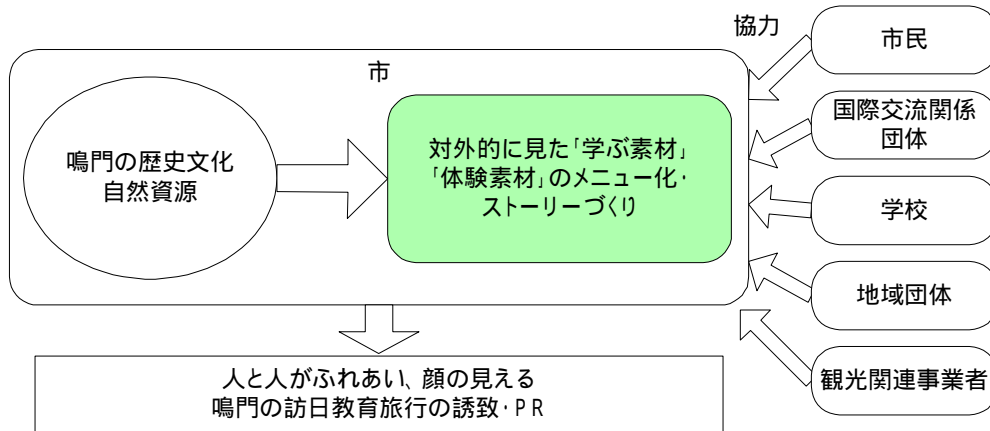 協力
市
市民
国際交流関係
団体
学校
地域団体
観光関連事業者
鳴門の歴史文化
自然資源
対外的に見た「学ぶ素材」
「体験素材」のメニュー化・
ストーリーづくり
人と人がふれあい、顔の見える
鳴門の訪日教育旅行の誘致・PR